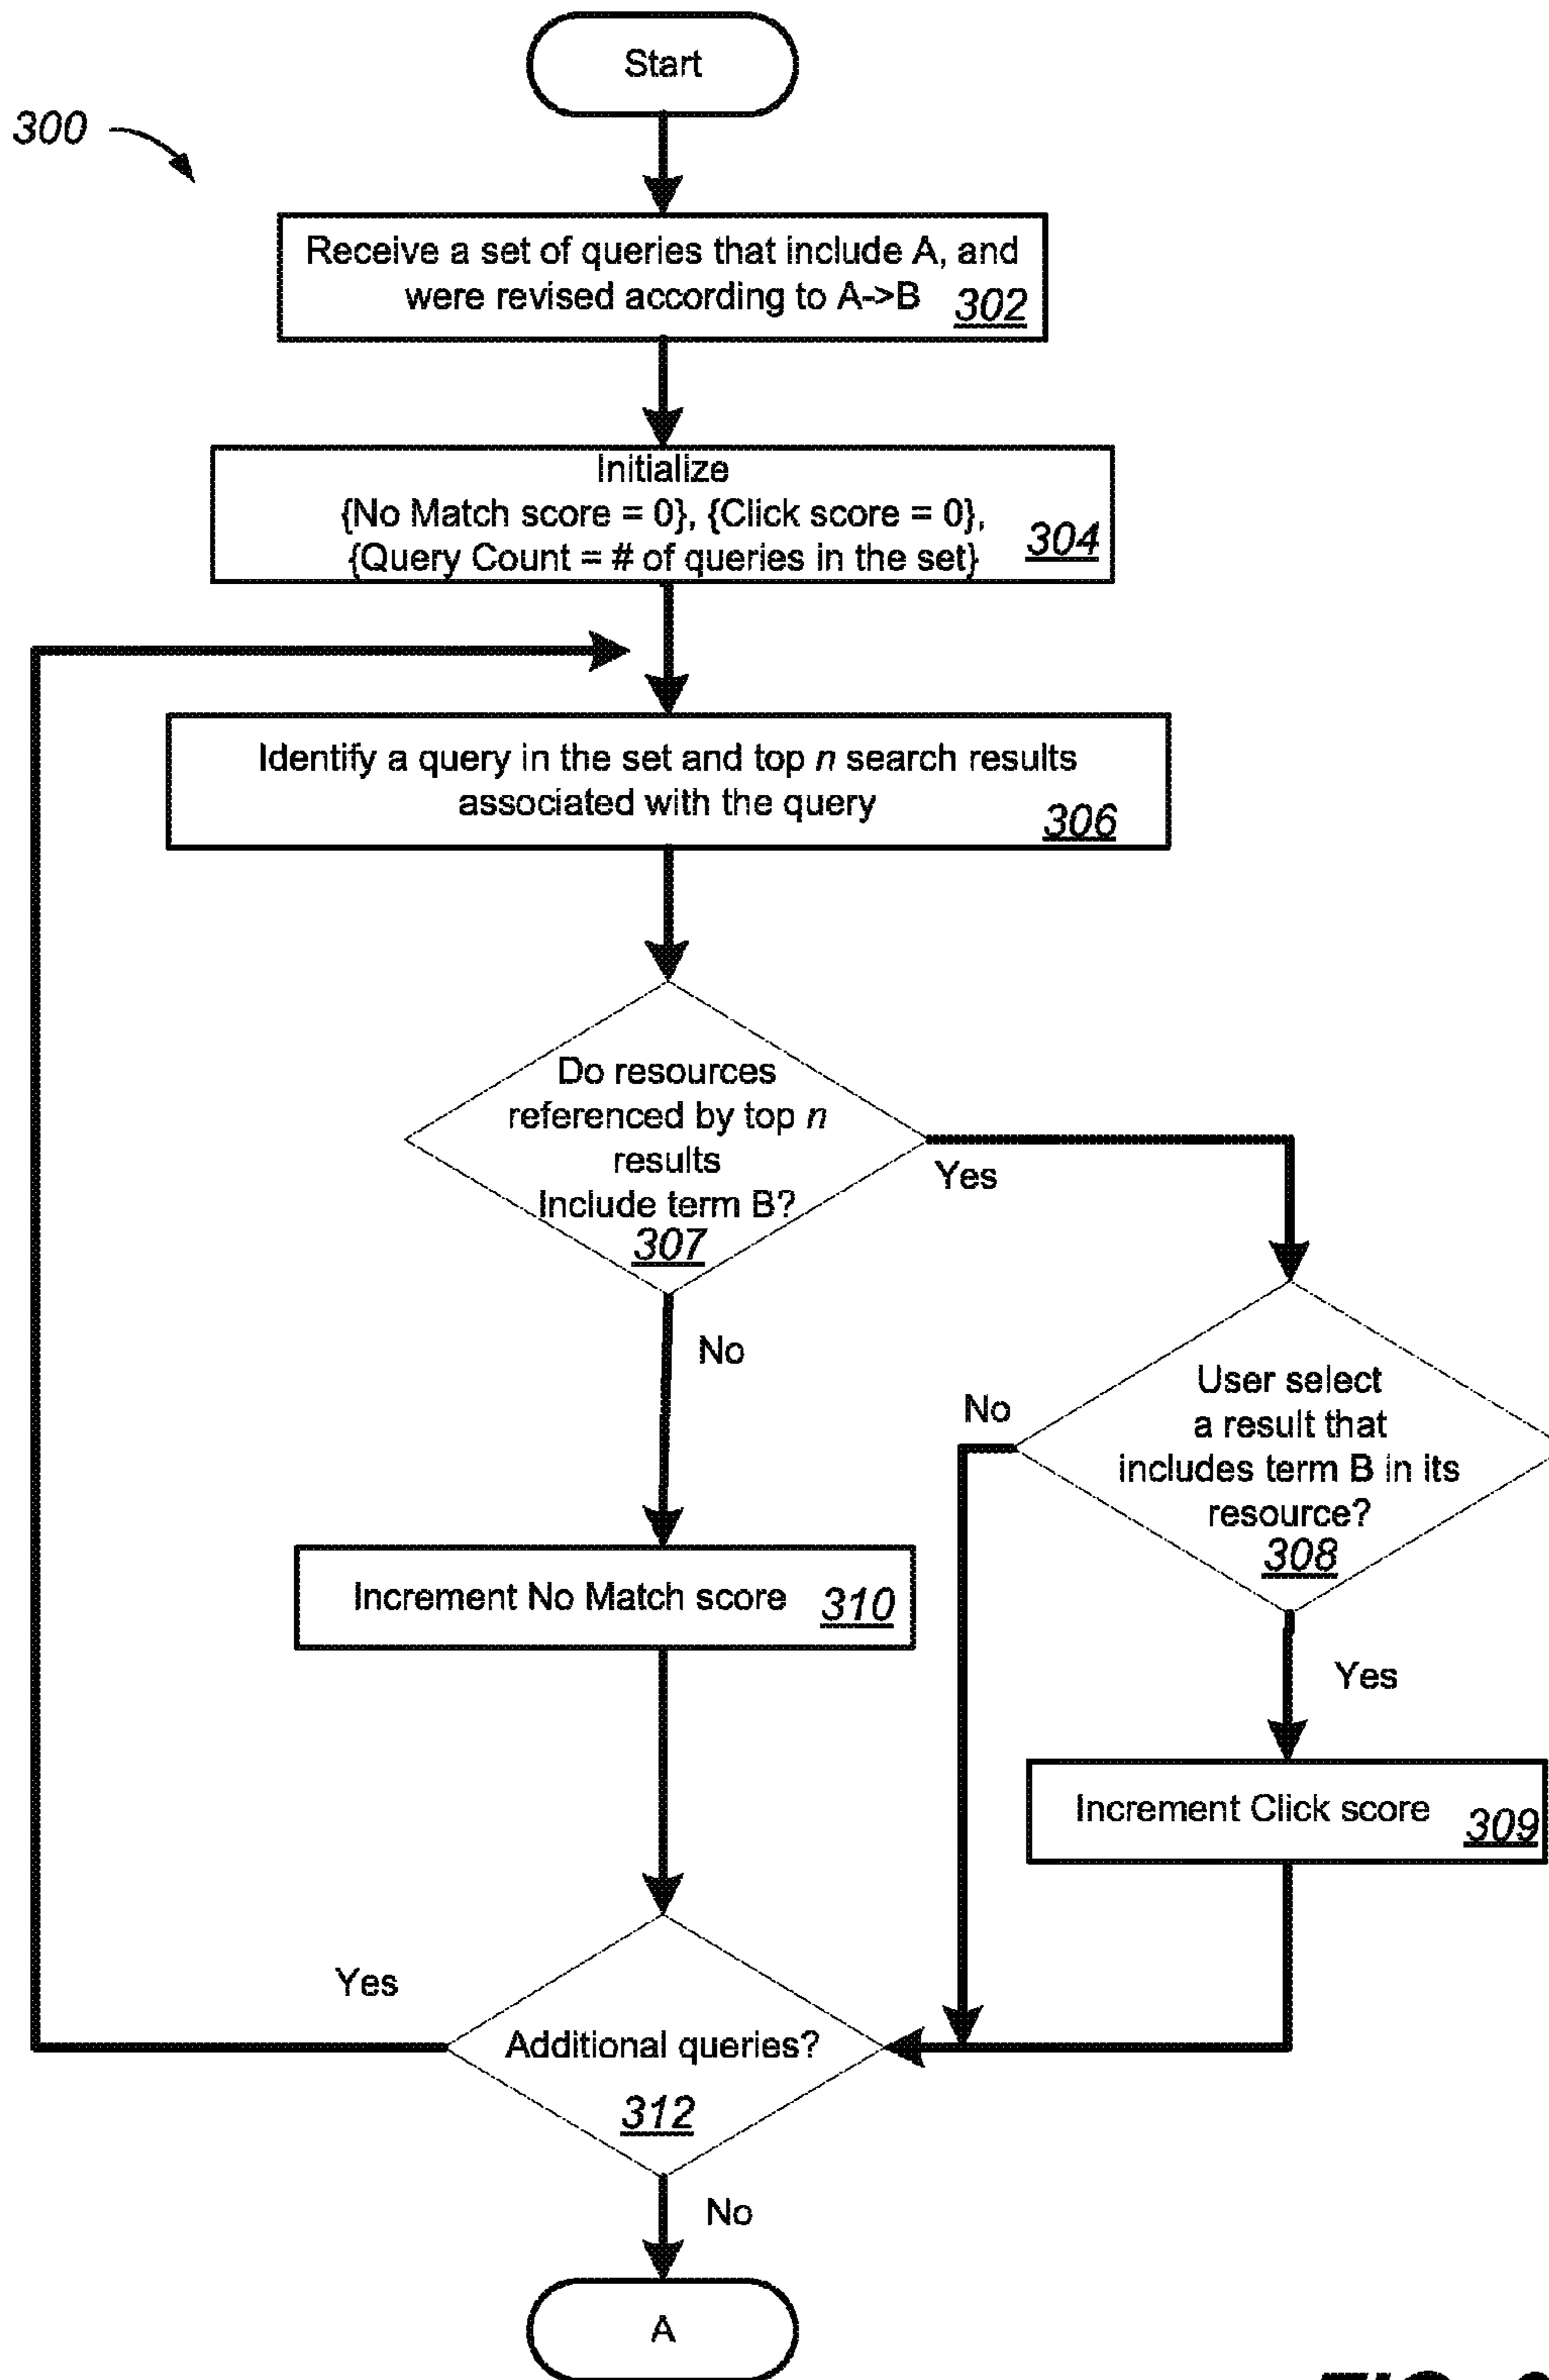 Start
300
Receive a set of queries that include A, and
were revised according to A->B 302
Initialize
{No Match score = 0}, {Click score = 0},
{Query Count = # of queries in the set} 304
Identify a query in the set and top n search results
associated with the query 306
Do resources
referenced by top n
results
Include term B?
307
Yes
No
User select
a result that
includes term B in its
resource?
308
No
Yes
Increment No Match score 310
Increment Click score 309
Yes
Additional queries?
312
No
A